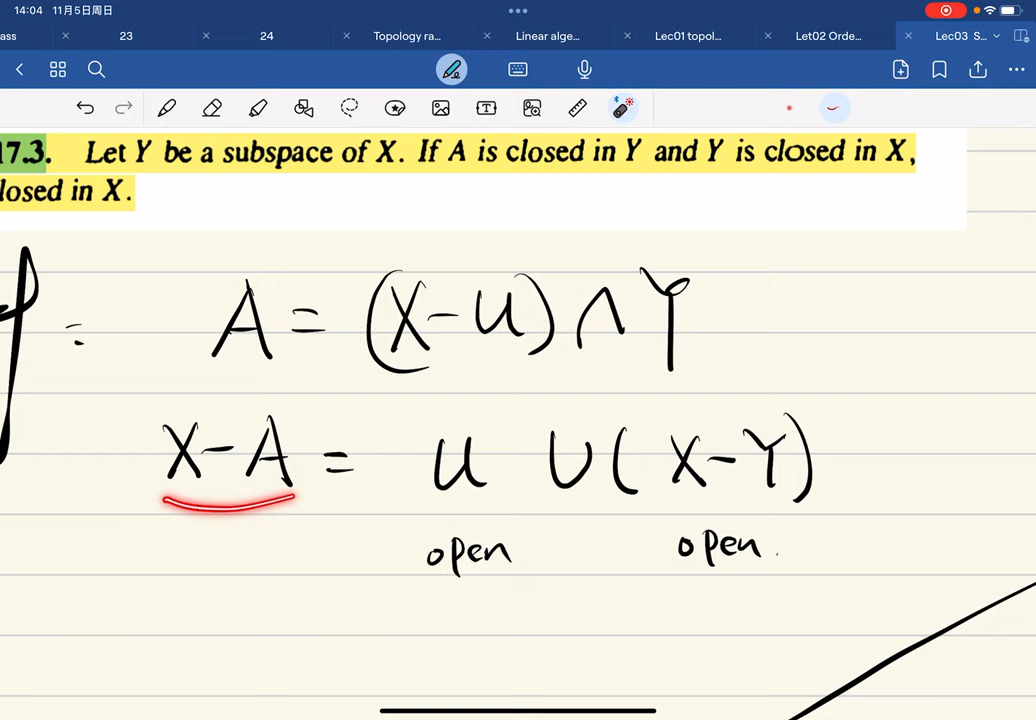 14:04 11月5日周日
ass 23 24 Topology ra... Linear alge... Lec01 topol... Let02 Orde... Lec03 S...
17.3. Let Y be a subspace of X. If A is closed in Y and Y is closed in X,
losed in X.
= A = (X-U)∩Y
X-A = U ∪(X-Y)
open open.